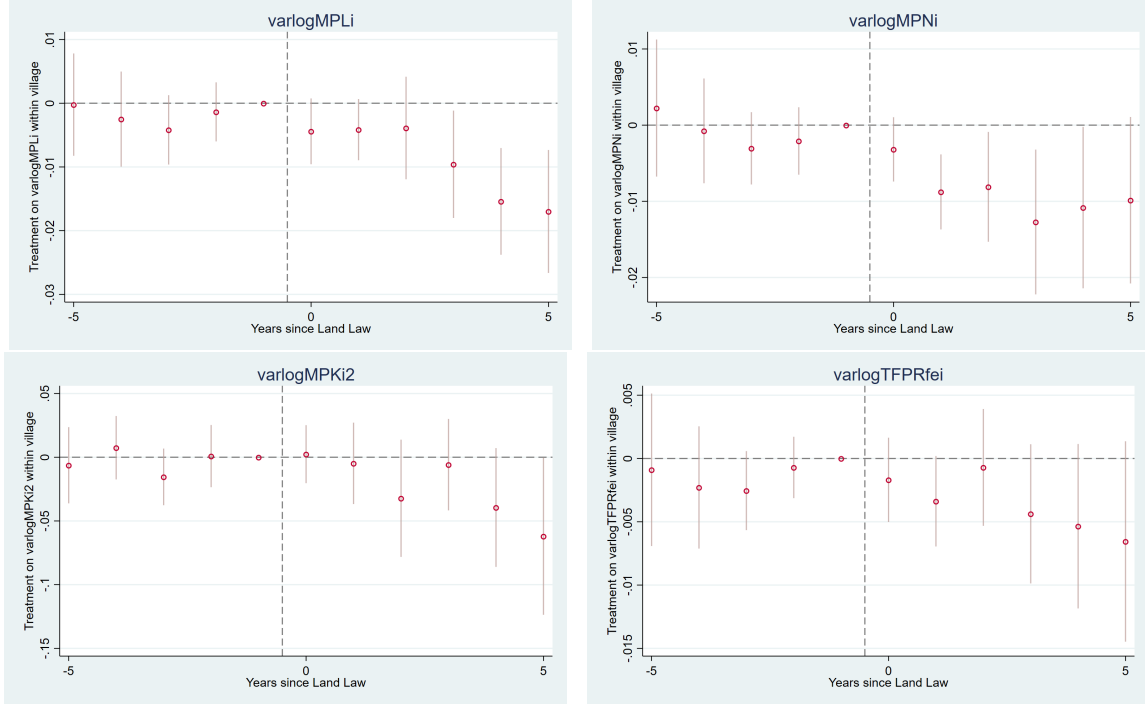 varlogMPLi
Treatment on varlogMPLi within village
.01
0
-.01
-.02
-.03
-5
0
5
Years since Land Law
varlogMPNi
Treatment on varlogMPNi within village
.01
0
-.01
-.02
-5
0
5
Years since Land Law
varlogMPKi2
Treatment on varlogMPKi2 within village
.05
0
-.05
-.1
-.15
-5
0
5
Years since Land Law
varlogTFPRfei
Treatment on varlogTFPRfei within village
.005
0
-.005
-.01
-.015
-5
0
5
Years since Land Law